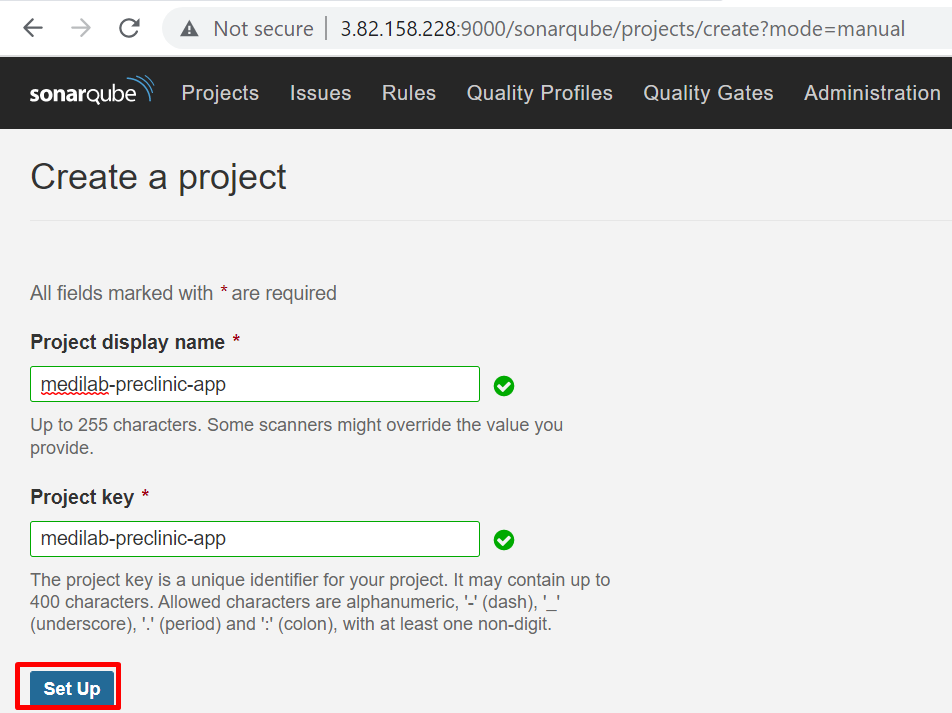 Not secure | 3.82.158.228:9000/sonarqube/projects/create?mode=manual
sonarqube Projects Issues Rules Quality Profiles Quality Gates Administration
Create a project
All fields marked with * are required
Project display name *
medilab-preclinic-app
Up to 255 characters. Some scanners might override the value you
provide.
Project key *
medilab-preclinic-app
The project key is a unique identifier for your project. It may contain up to
400 characters. Allowed characters are alphanumeric, '-' (dash), '_'
(underscore), '.' (period) and ':' (colon), with at least one non-digit.
Set Up